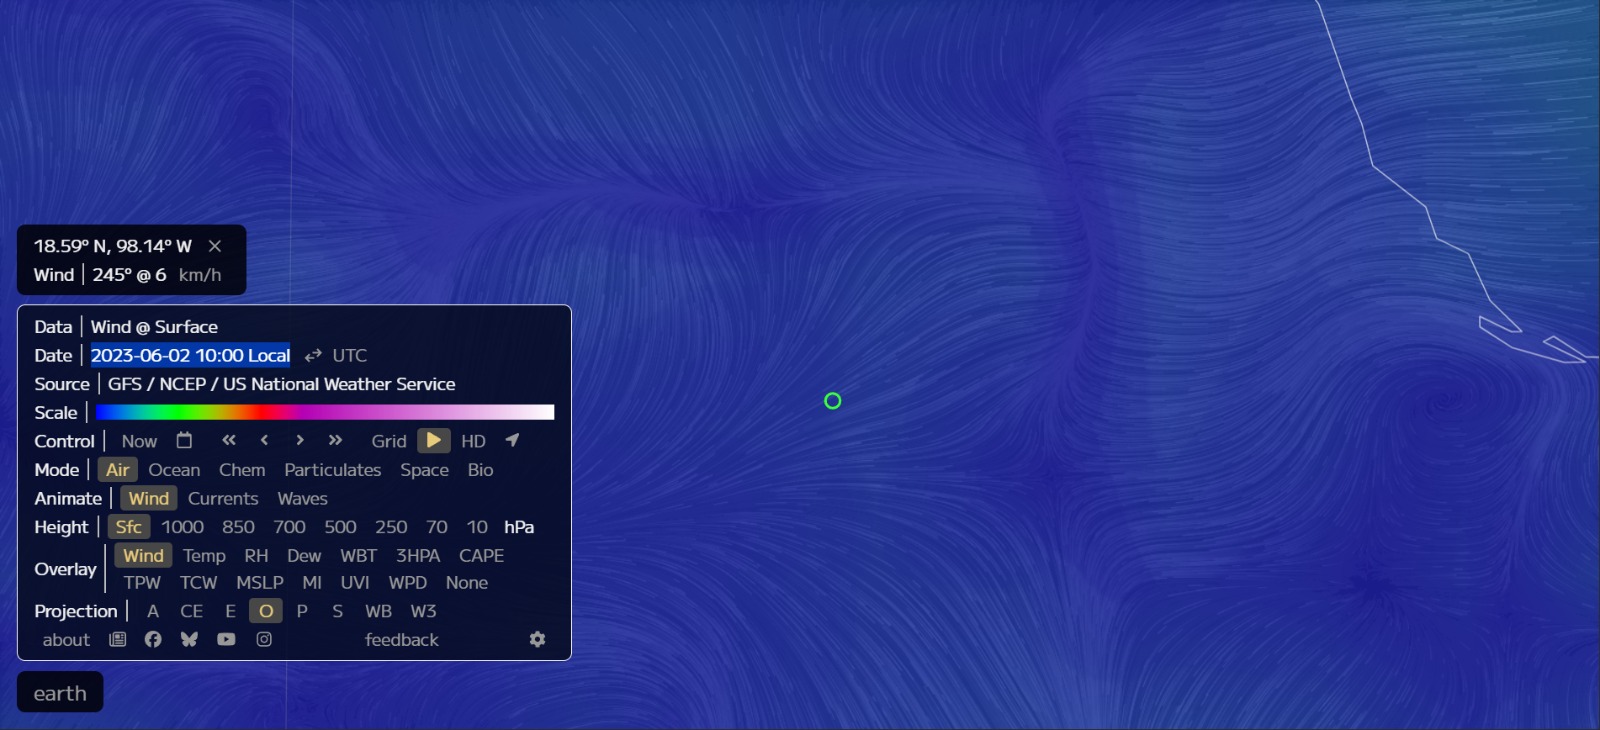 18.59° N, 98.14° W ×
Wind | 245° @ 6 km/h
Data | Wind @ Surface
Date | 2023-06-02 10:00 Local ⇄ UTC
Source | GFS / NCEP / US National Weather Service
Scale |
Control | Now « ‹ › » Grid HD
Mode | Air Ocean Chem Particulates Space Bio
Animate | Wind Currents Waves
Height | Sfc 1000 850 700 500 250 70 10 hPa
Overlay | Wind Temp RH Dew WBT 3HPA CAPE
TPW TCW MSLP MI UVI WPD None
Projection | A CE E O P S WB W3
about feedback
earth